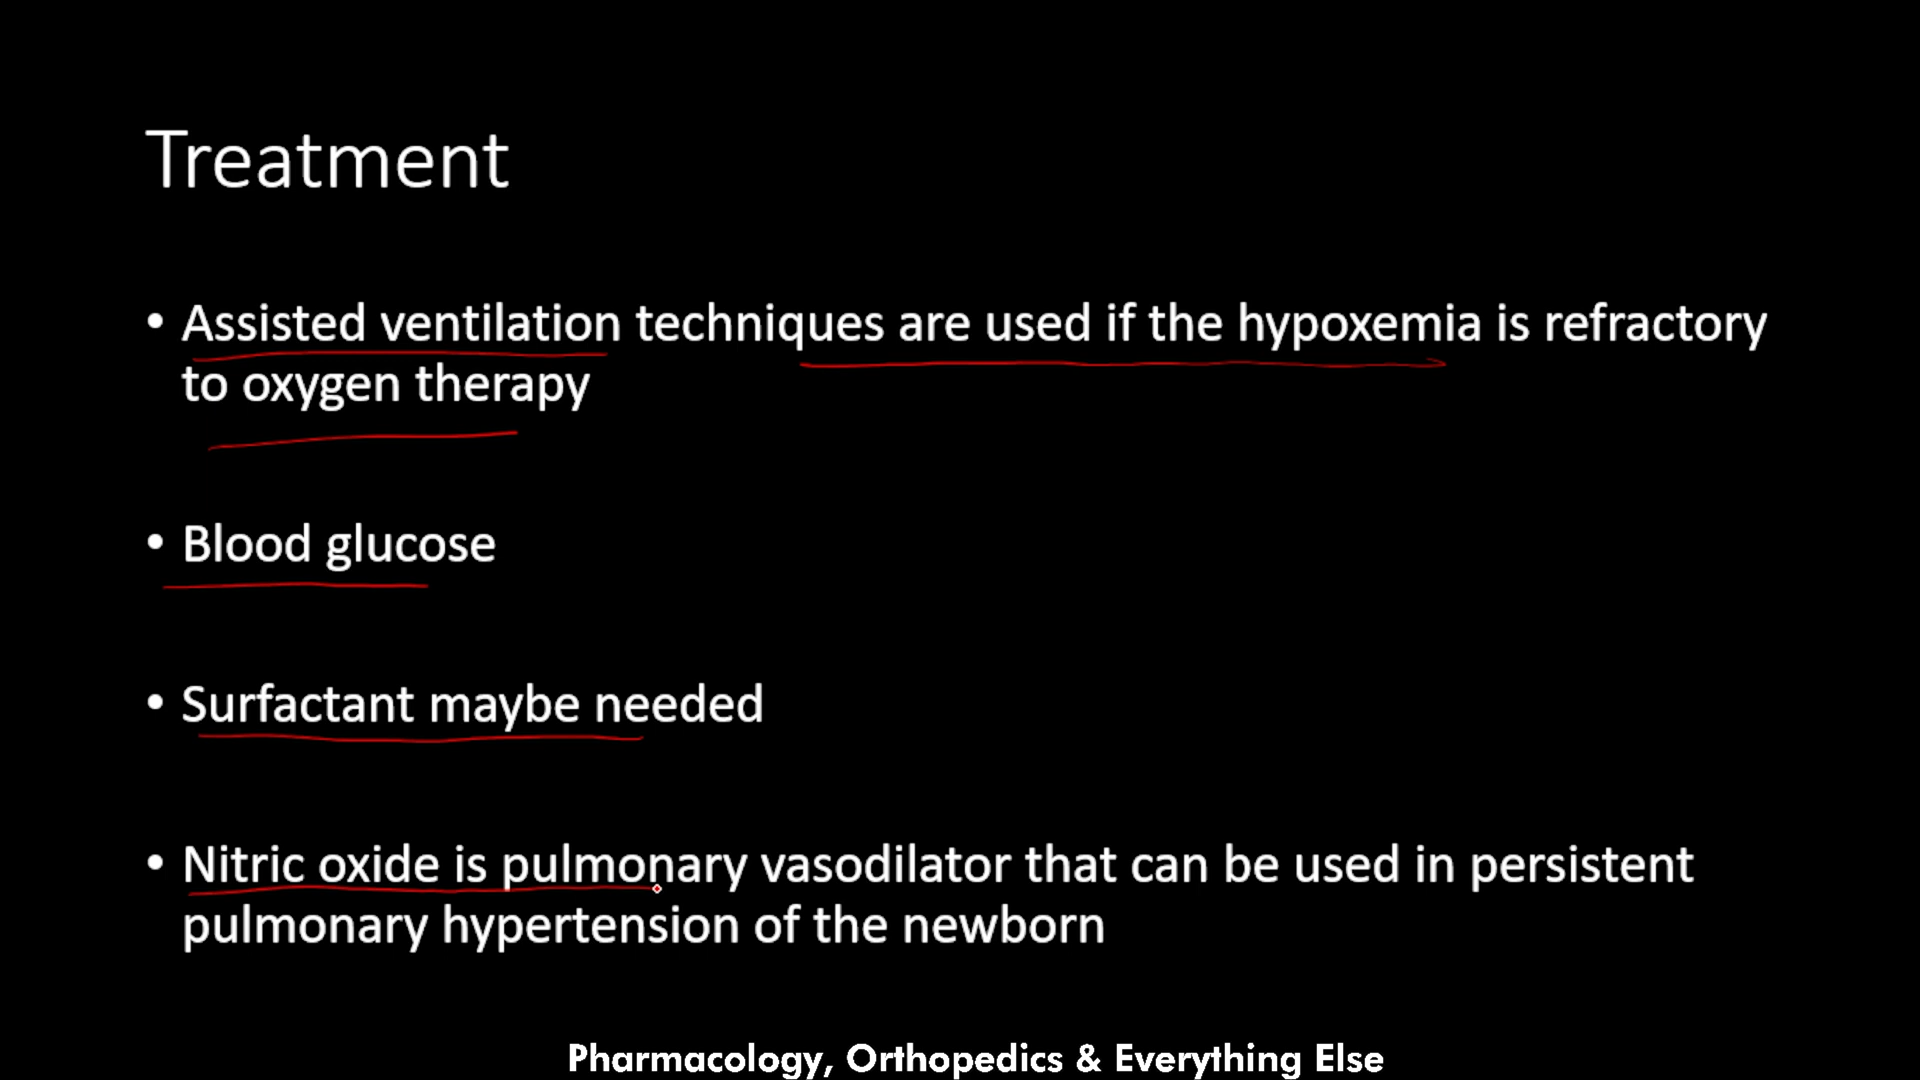 Treatment
• Assisted ventilation techniques are used if the hypoxemia is refractory
to oxygen therapy
• Blood glucose
• Surfactant maybe needed
• Nitric oxide is pulmonary vasodilator that can be used in persistent
pulmonary hypertension of the newborn
Pharmacology, Orthopedics & Everything Else